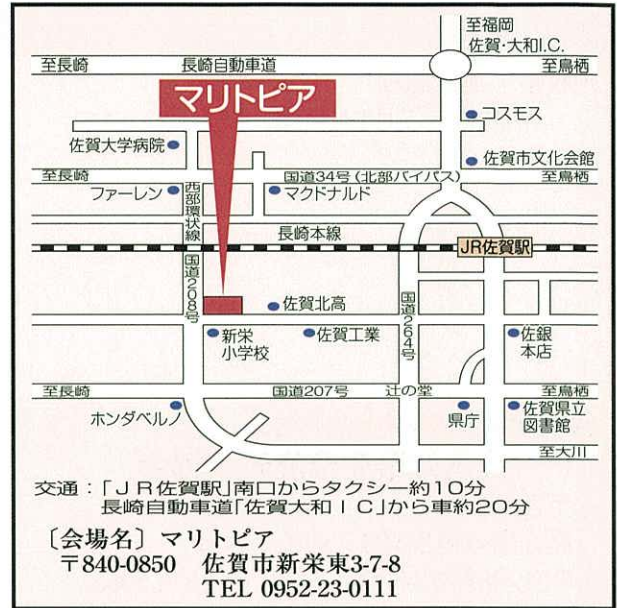 至福岡
佐賀・大和I.C.
至長崎
長崎自動車道
至鳥栖
マリトピア
コスモス
佐賀大学病院
佐賀市文化会館
至長崎
国道34号(北部バイパス)
至鳥栖
ファーレン
西部環状線
マクドナルド
長崎本線
JR佐賀駅
国道208号
佐賀北高
国道264号
新栄
小学校
佐賀工業
佐銀
本店
至長崎
国道207号
辻の堂
至鳥栖
ホンダベルノ
県庁
佐賀県立
図書館
至大川
交通:「JR佐賀駅」南口からタクシー約10分
長崎自動車道「佐賀大和IC」から車約20分
〔会場名〕マリトピア
〒840-0850 佐賀市新栄東3-7-8
TEL 0952-23-0111